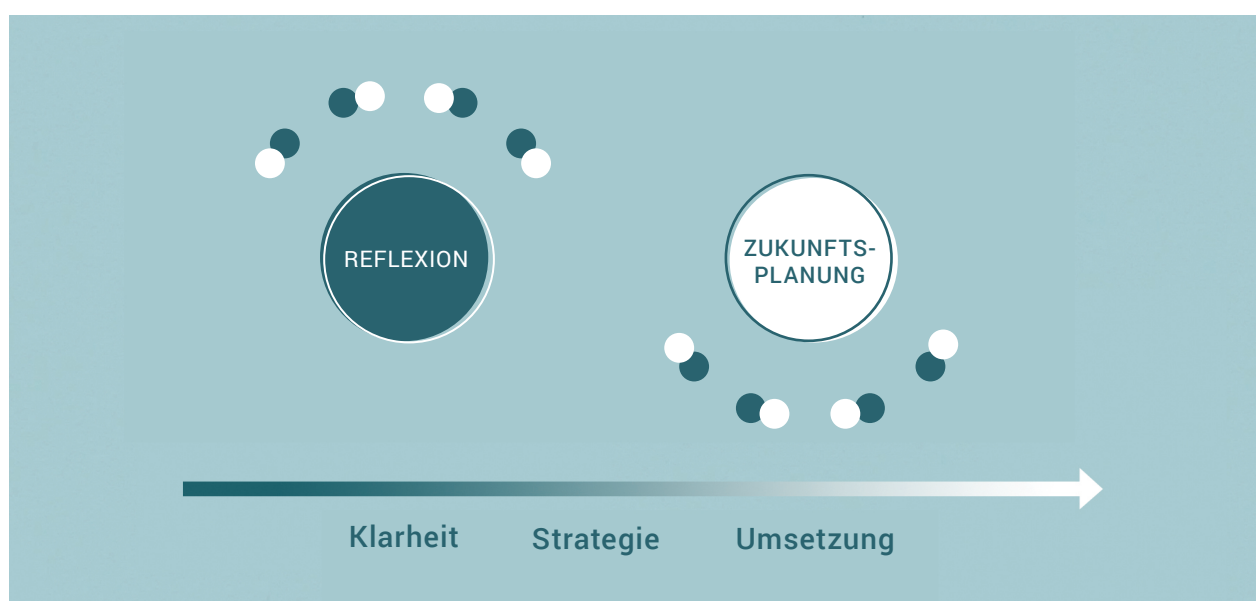 REFLEXION
ZUKUNFTS-
PLANUNG
Klarheit
Strategie
Umsetzung